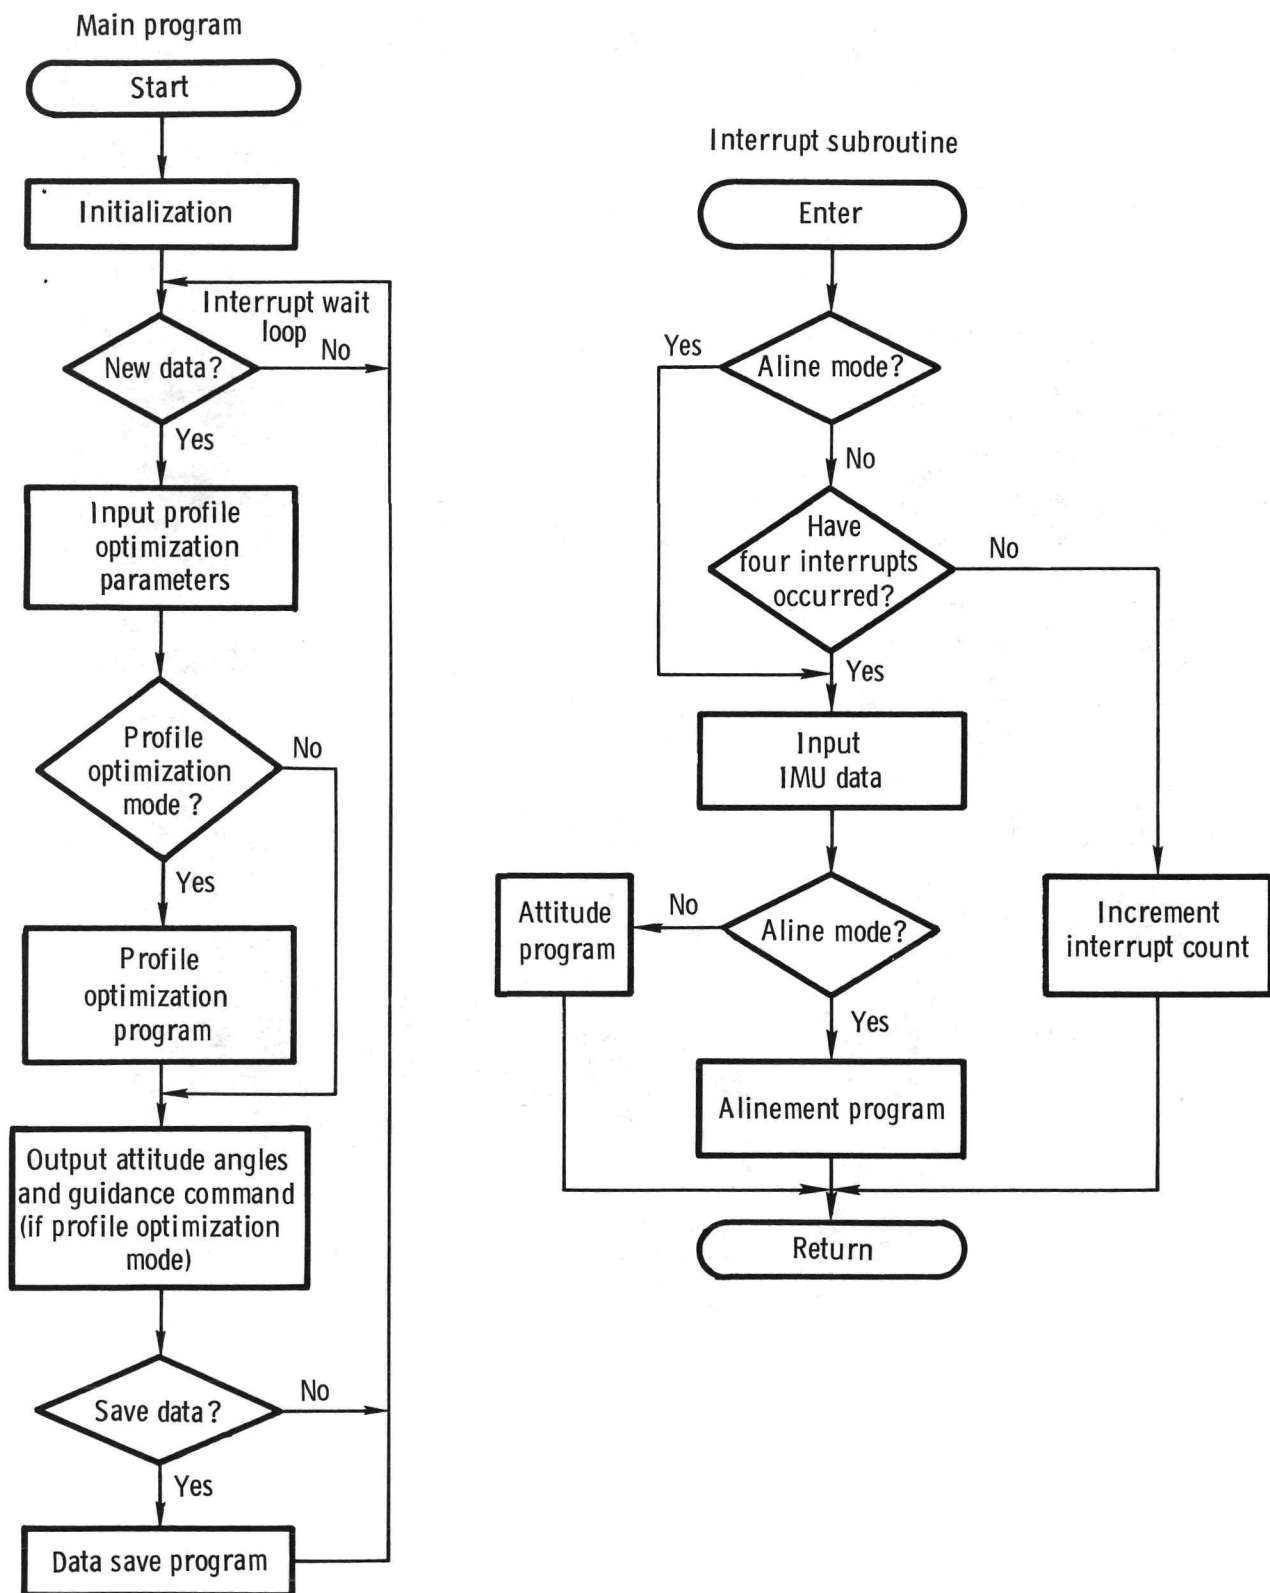 Main program
Start
Initialization
Interrupt wait
loop
New data?
No
Yes
Input profile
optimization
parameters
Profile
optimization
mode ?
No
Yes
Profile
optimization
program
Output attitude angles
and guidance command
(if profile optimization
mode)
Save data?
No
Yes
Data save program
Interrupt subroutine
Enter
Yes
Aline mode?
No
Have
four interrupts
occurred?
No
Yes
Input
IMU data
Attitude
program
No
Aline mode?
Increment
interrupt count
Yes
Alinement program
Return